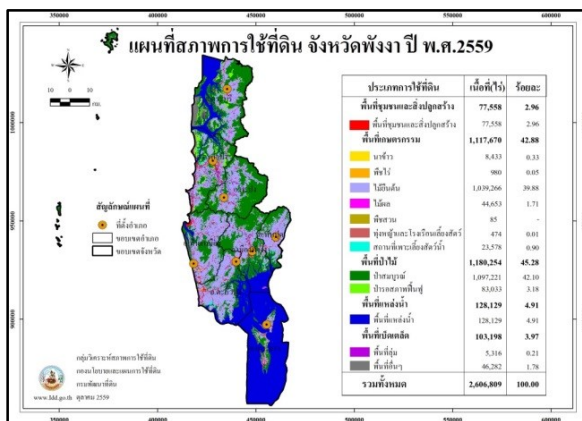 แผนที่สภาพการใช้ที่ดิน จังหวัดพังงา ปี พ.ศ.2559
350000 400000 450000 500000 550000 600000
10 0 10
กม.
1000000
950000
900000
สัญลักษณ์แผนที่
ที่ตั้งอำเภอ
ขอบเขตอำเภอ
ขอบเขตจังหวัด
ประเภทการใช้ที่ดิน เนื้อที่(ไร่) ร้อยละ
พื้นที่ชุมชนและสิ่งปลูกสร้าง 77,558 2.96
พื้นที่ชุมชนและสิ่งปลูกสร้าง 77,558 2.96
พื้นที่เกษตรกรรม 1,117,670 42.88
นาข้าว 8,433 0.33
พืชไร่ 980 0.05
ไม้ยืนต้น 1,039,266 39.88
ไม้ผล 44,653 1.71
พืชสวน 85 -
ทุ่งหญ้าและโรงเรือนเลี้ยงสัตว์ 474 0.01
สถานที่เพาะเลี้ยงสัตว์น้ำ 23,578 0.90
พื้นที่ป่าไม้ 1,180,254 45.28
ป่าสมบูรณ์ 1,097,221 42.10
ป่ารอสภาพฟื้นฟู 83,033 3.18
พื้นที่แหล่งน้ำ 128,129 4.91
พื้นที่แหล่งน้ำ 128,129 4.91
พื้นที่เบ็ดเตล็ด 103,198 3.97
พื้นที่ลุ่ม 5,316 0.21
พื้นที่อื่นๆ 46,282 1.78
รวมทั้งหมด 2,606,809 100.00
กลุ่มวิเคราะห์สภาพการใช้ที่ดิน
กองนโยบายและแผนการใช้ที่ดิน
กรมพัฒนาที่ดิน
www.ldd.go.th ตุลาคม 2559
350000 400000 450000 500000 550000 600000